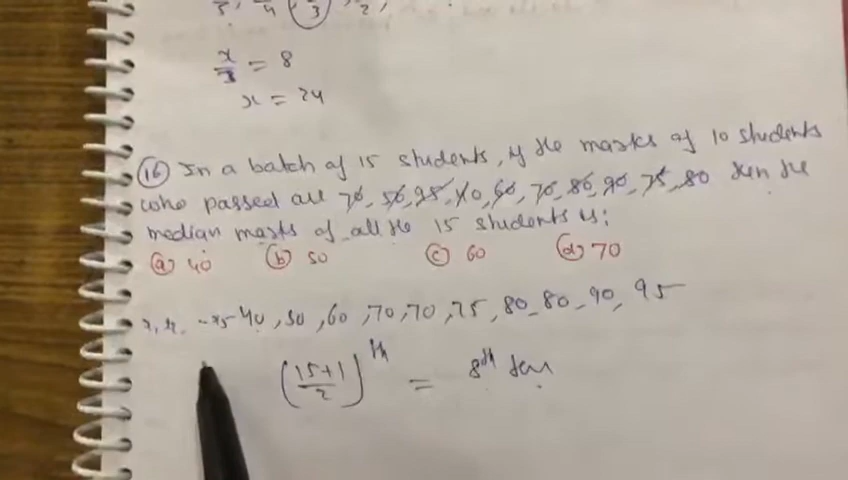 x/3 = 8
x = 24
(16) In a batch of 15 students, if the marks of 10 students
who passed are 70, 50, 95, 40, 60, 70, 80, 90, 75, 80 then the
median marks of all the 15 students is:
(a) 40 (b) 50 (c) 60 (d) 70
40, 50, 60, 70, 70, 75, 80, 80, 90, 95
((15+1)/2)th = 8th